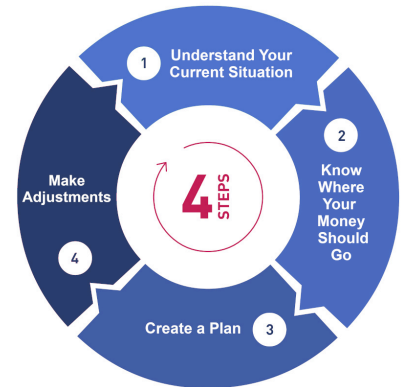 1
Understand Your
Current Situation
2
Know
Where
Your
Money
Should
Go
3
Create a Plan
4
Make
Adjustments
4
STEPS